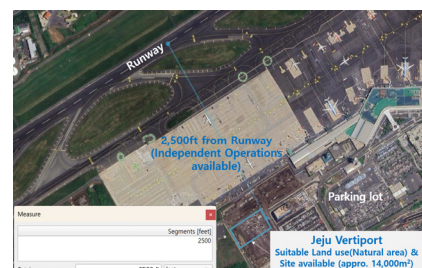 Runway
2,500ft from Runway
(Independent Operations
available)
Parking lot
Measure
Segments [feet]
2500
Jeju Vertiport
Suitable Land use(Natural area) &
Site available (appro. 14,000m²)